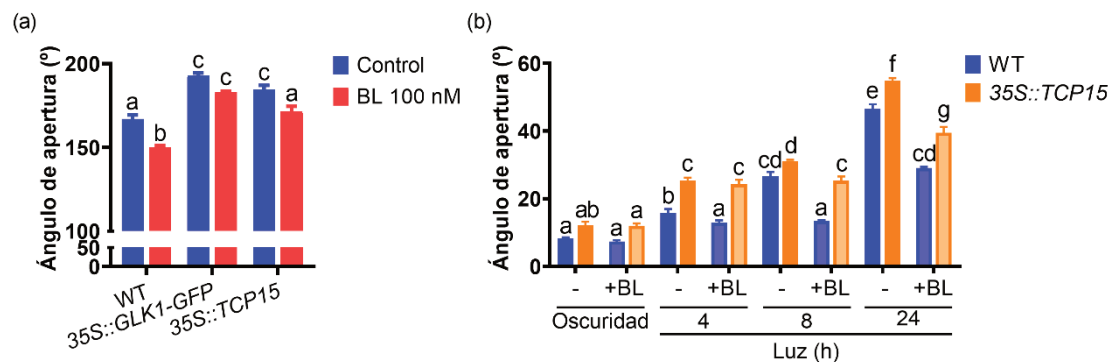 (a)
Ángulo de apertura (º)
200
150
100
50
0
a
b
c
c
c
a
WT
35S::GLK1-GFP
35S::TCP15
Control
BL 100 nM
(b)
Ángulo de apertura (º)
60
40
20
0
a
ab
a
a
b
c
a
c
cd
d
a
c
e
f
cd
g
- +BL - +BL - +BL - +BL
Oscuridad 4 8 24
Luz (h)
WT
35S::TCP15